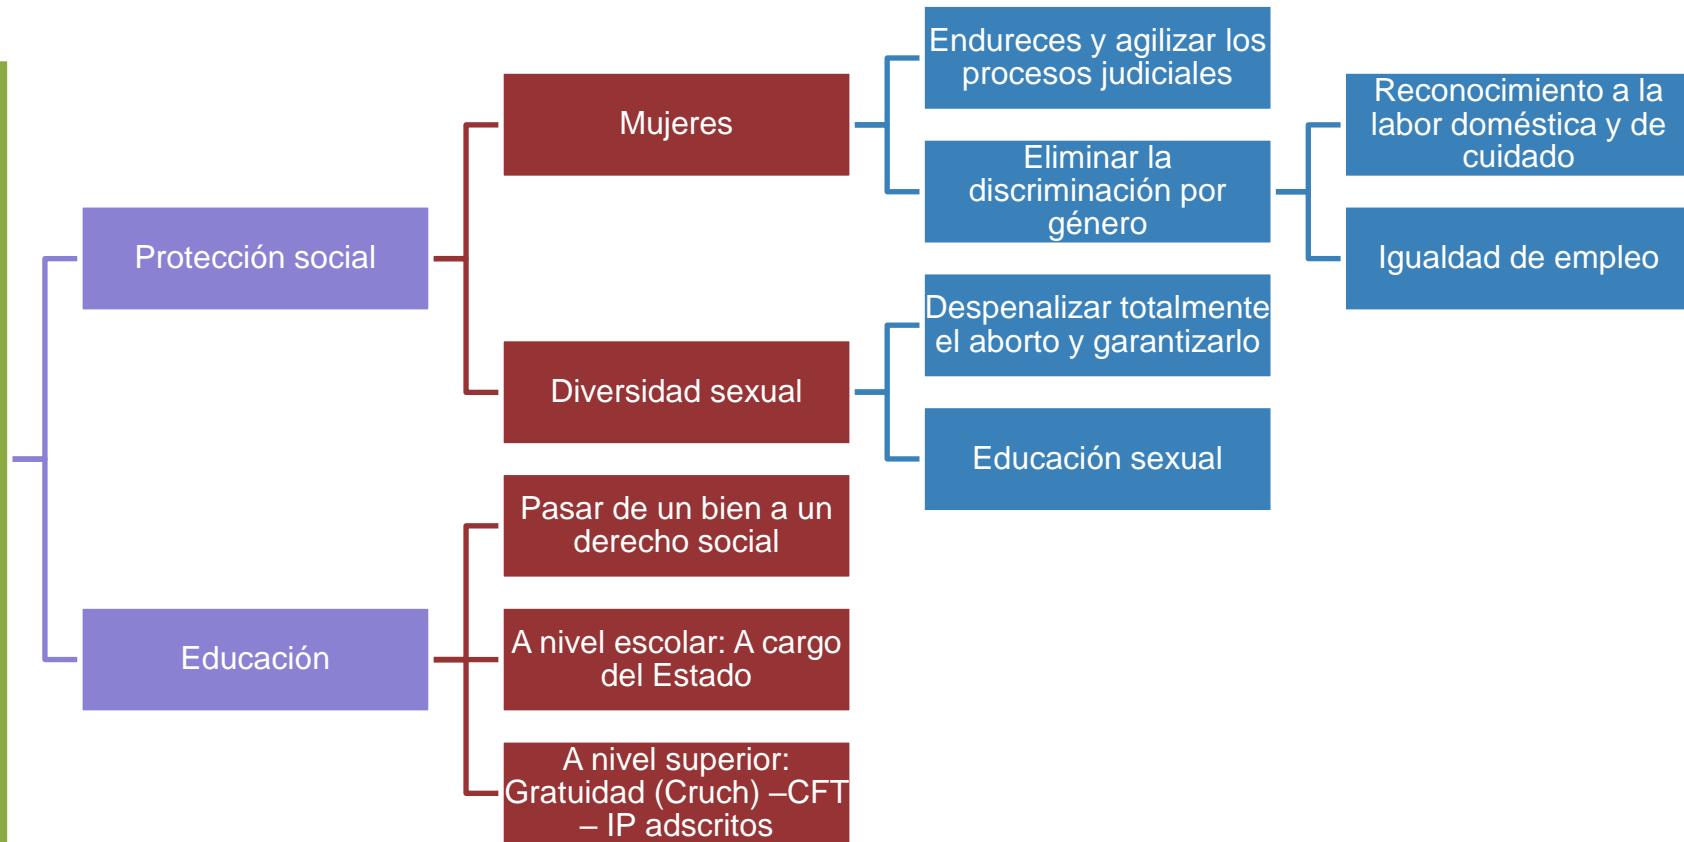 Protección social
Mujeres
Endureces y agilizar los
procesos judiciales
Eliminar la
discriminación por
género
Reconocimiento a la
labor doméstica y de
cuidado
Igualdad de empleo
Diversidad sexual
Despenalizar totalmente
el aborto y garantizarlo
Educación sexual
Educación
Pasar de un bien a un
derecho social
A nivel escolar: A cargo
del Estado
A nivel superior:
Gratuidad (Cruch) –CFT
– IP adscritos